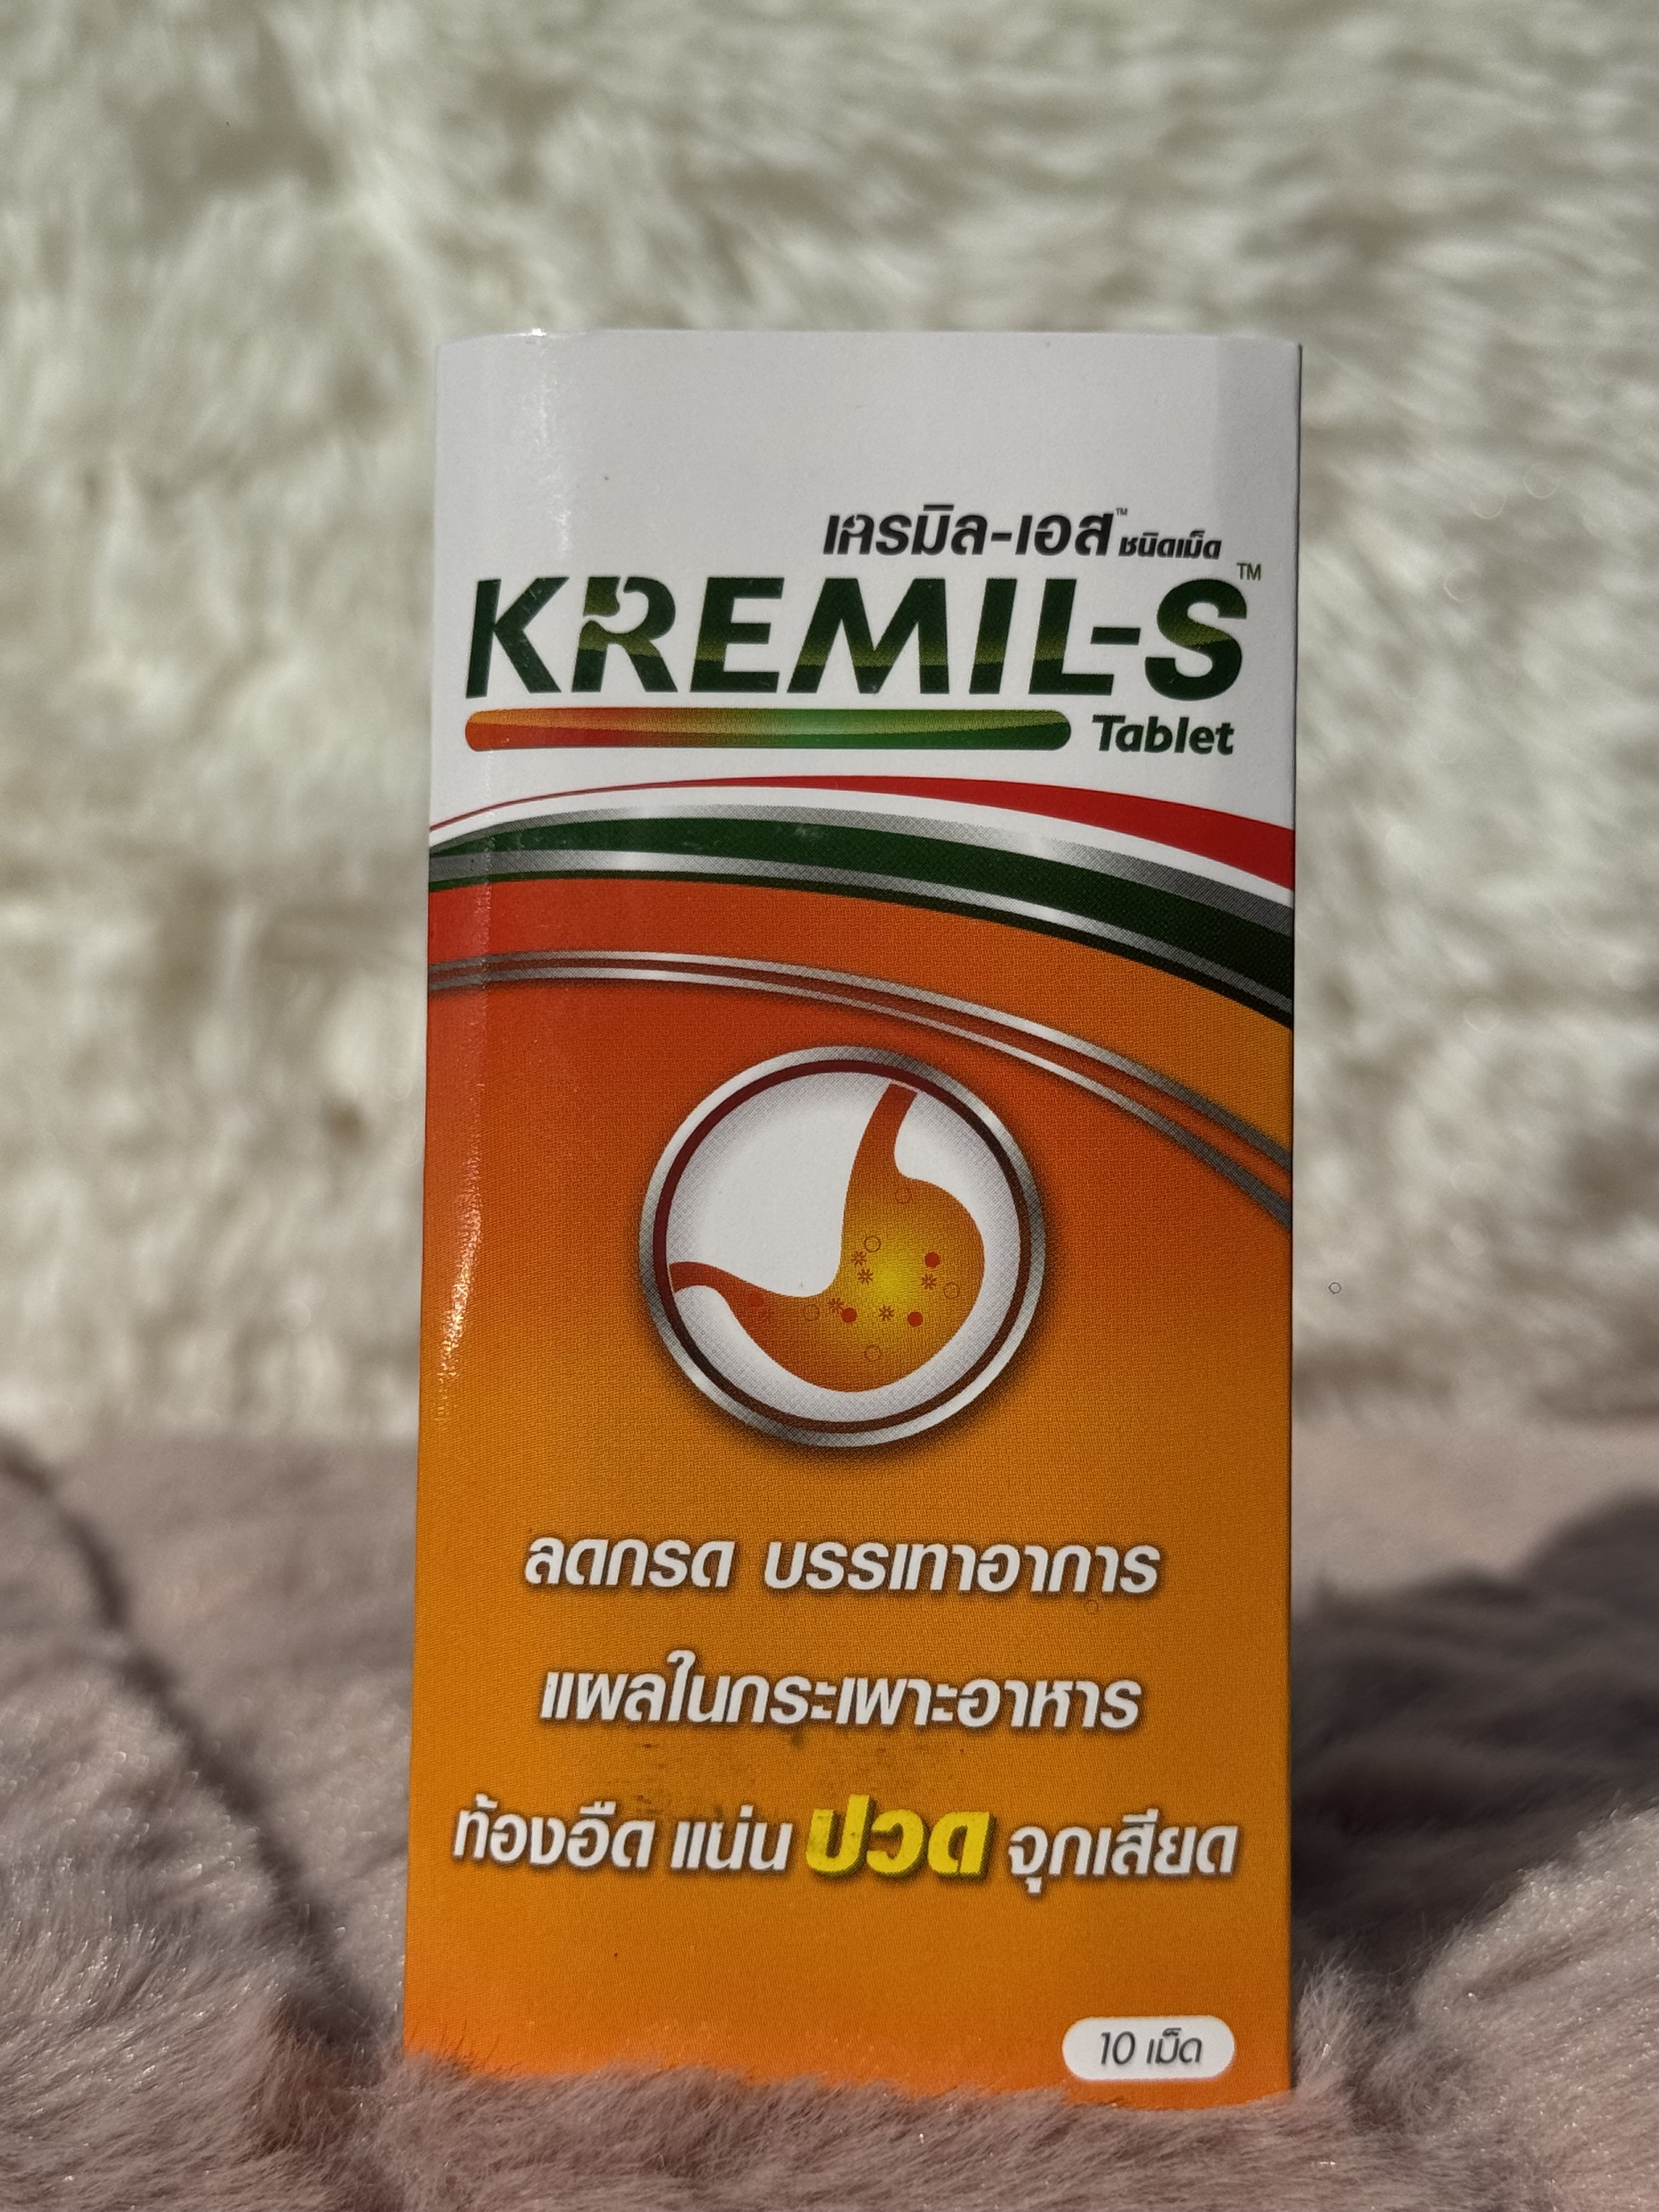 เครมิล-เอส™ ชนิดเม็ด
KREMIL-S™
Tablet
ลดกรด บรรเทาอาการ
แผลในกระเพาะอาหาร
ท้องอืด แน่น ปวด จุกเสียด
10 เม็ด